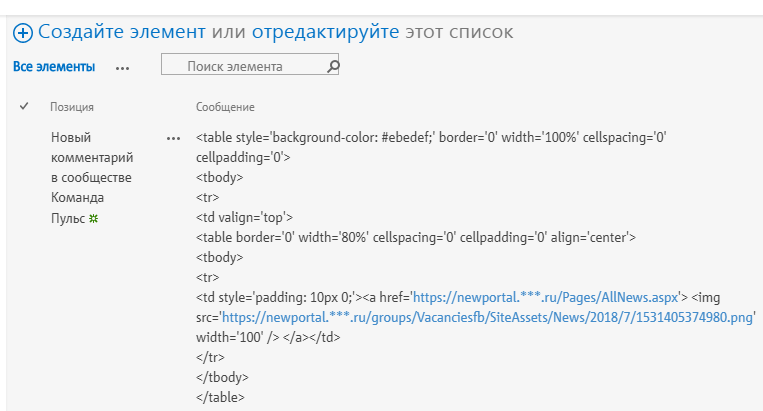 Создайте элемент или отредактируйте этот список
Все элементы ... Поиск элемента
Позиция Сообщение
Новый ... <table style='background-color: #ebedef;' border='0' width='100%' cellspacing='0'
комментарий cellpadding='0'>
в сообществе <tbody>
Команда <tr>
Пульс <td valign='top'>
<table border='0' width='80%' cellspacing='0' cellpadding='0' align='center'>
<tbody>
<tr>
<td style='padding: 10px 0;'><a href='https://newportal.***.ru/Pages/AllNews.aspx'> <img
src='https://newportal.***.ru/groups/Vacanciesfb/SiteAssets/News/2018/7/1531405374980.png'
width='100' /> </a></td>
</tr>
</tbody>
</table>